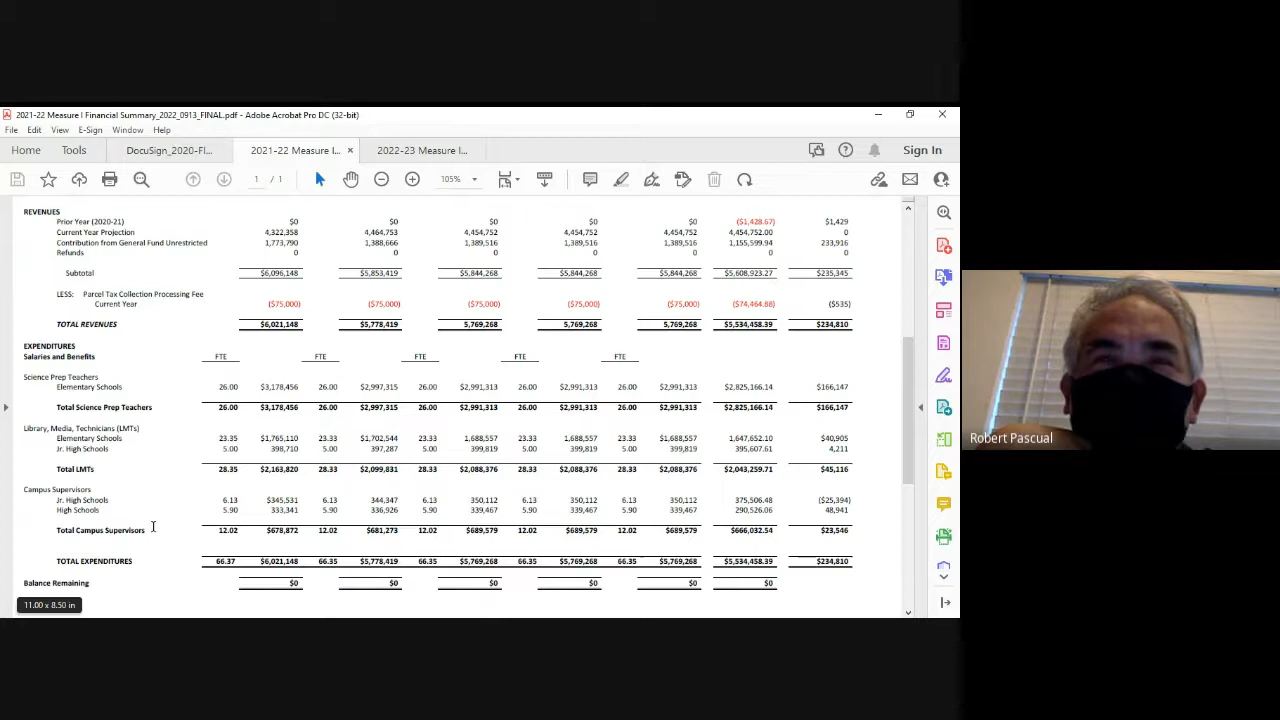 2021-22 Measure I Financial Summary_2022_0913_FINAL.pdf - Adobe Acrobat Pro DC (32-bit)
File Edit View E-Sign Window Help
Home Tools DocuSign_2020-FI... 2021-22 Measure I... × 2022-23 Measure I... Sign In
1 / 1 105%
REVENUES
Prior Year (2020-21) $0 $0 $0 $0 $0 ($1,428.67) $1,429
Current Year Projection 4,322,358 4,464,753 4,454,752 4,454,752 4,454,752 4,454,752.00 0
Contribution from General Fund Unrestricted 1,773,790 1,388,666 1,389,516 1,389,516 1,389,516 1,155,599.94 233,916
Refunds 0 0 0 0 0 0 0
Subtotal $6,096,148 $5,853,419 $5,844,268 $5,844,268 $5,844,268 $5,608,923.27 $235,345
LESS: Parcel Tax Collection Processing Fee
Current Year ($75,000) ($75,000) ($75,000) ($75,000) ($75,000) ($74,464.88) ($535)
TOTAL REVENUES $6,021,148 $5,778,419 5,769,268 5,769,268 5,769,268 $5,534,458.39 $234,810
EXPENDITURES
Salaries and Benefits FTE FTE FTE FTE FTE
Science Prep Teachers
Elementary Schools 26.00 $3,178,456 26.00 $2,997,315 26.00 $2,991,313 26.00 $2,991,313 26.00 $2,991,313 $2,825,166.14 $166,147
Total Science Prep Teachers 26.00 $3,178,456 26.00 $2,997,315 26.00 $2,991,313 26.00 $2,991,313 26.00 $2,991,313 $2,825,166.14 $166,147
Library, Media, Technicians (LMTs)
Elementary Schools 23.35 $1,765,110 23.33 $1,702,544 23.33 1,688,557 23.33 1,688,557 23.33 $1,688,557 $1,647,652.10 $40,905
Jr. High Schools 5.00 398,710 5.00 397,287 5.00 399,819 5.00 399,819 5.00 399,819 395,607.61 4,211
Total LMTs 28.35 $2,163,820 28.33 $2,099,831 28.33 $2,088,376 28.33 $2,088,376 28.33 $2,088,376 $2,043,259.71 $45,116
Campus Supervisors
Jr. High Schools 6.13 $345,531 6.13 344,347 6.13 350,112 6.13 350,112 6.13 350,112 375,506.48 ($25,394)
High Schools 5.90 333,341 5.90 336,926 5.90 339,467 5.90 339,467 5.90 339,467 290,526.06 48,941
Total Campus Supervisors 12.02 $678,872 12.02 $681,273 12.02 $689,579 12.02 $689,579 12.02 $689,579 $666,032.54 $23,546
TOTAL EXPENDITURES 66.37 $6,021,148 66.35 $5,778,419 66.35 $5,769,268 66.35 $5,769,268 66.35 $5,769,268 $5,534,458.39 $234,810
Balance Remaining $0 $0 $0 $0 $0 $0
11.00 x 8.50 in
Robert Pascual